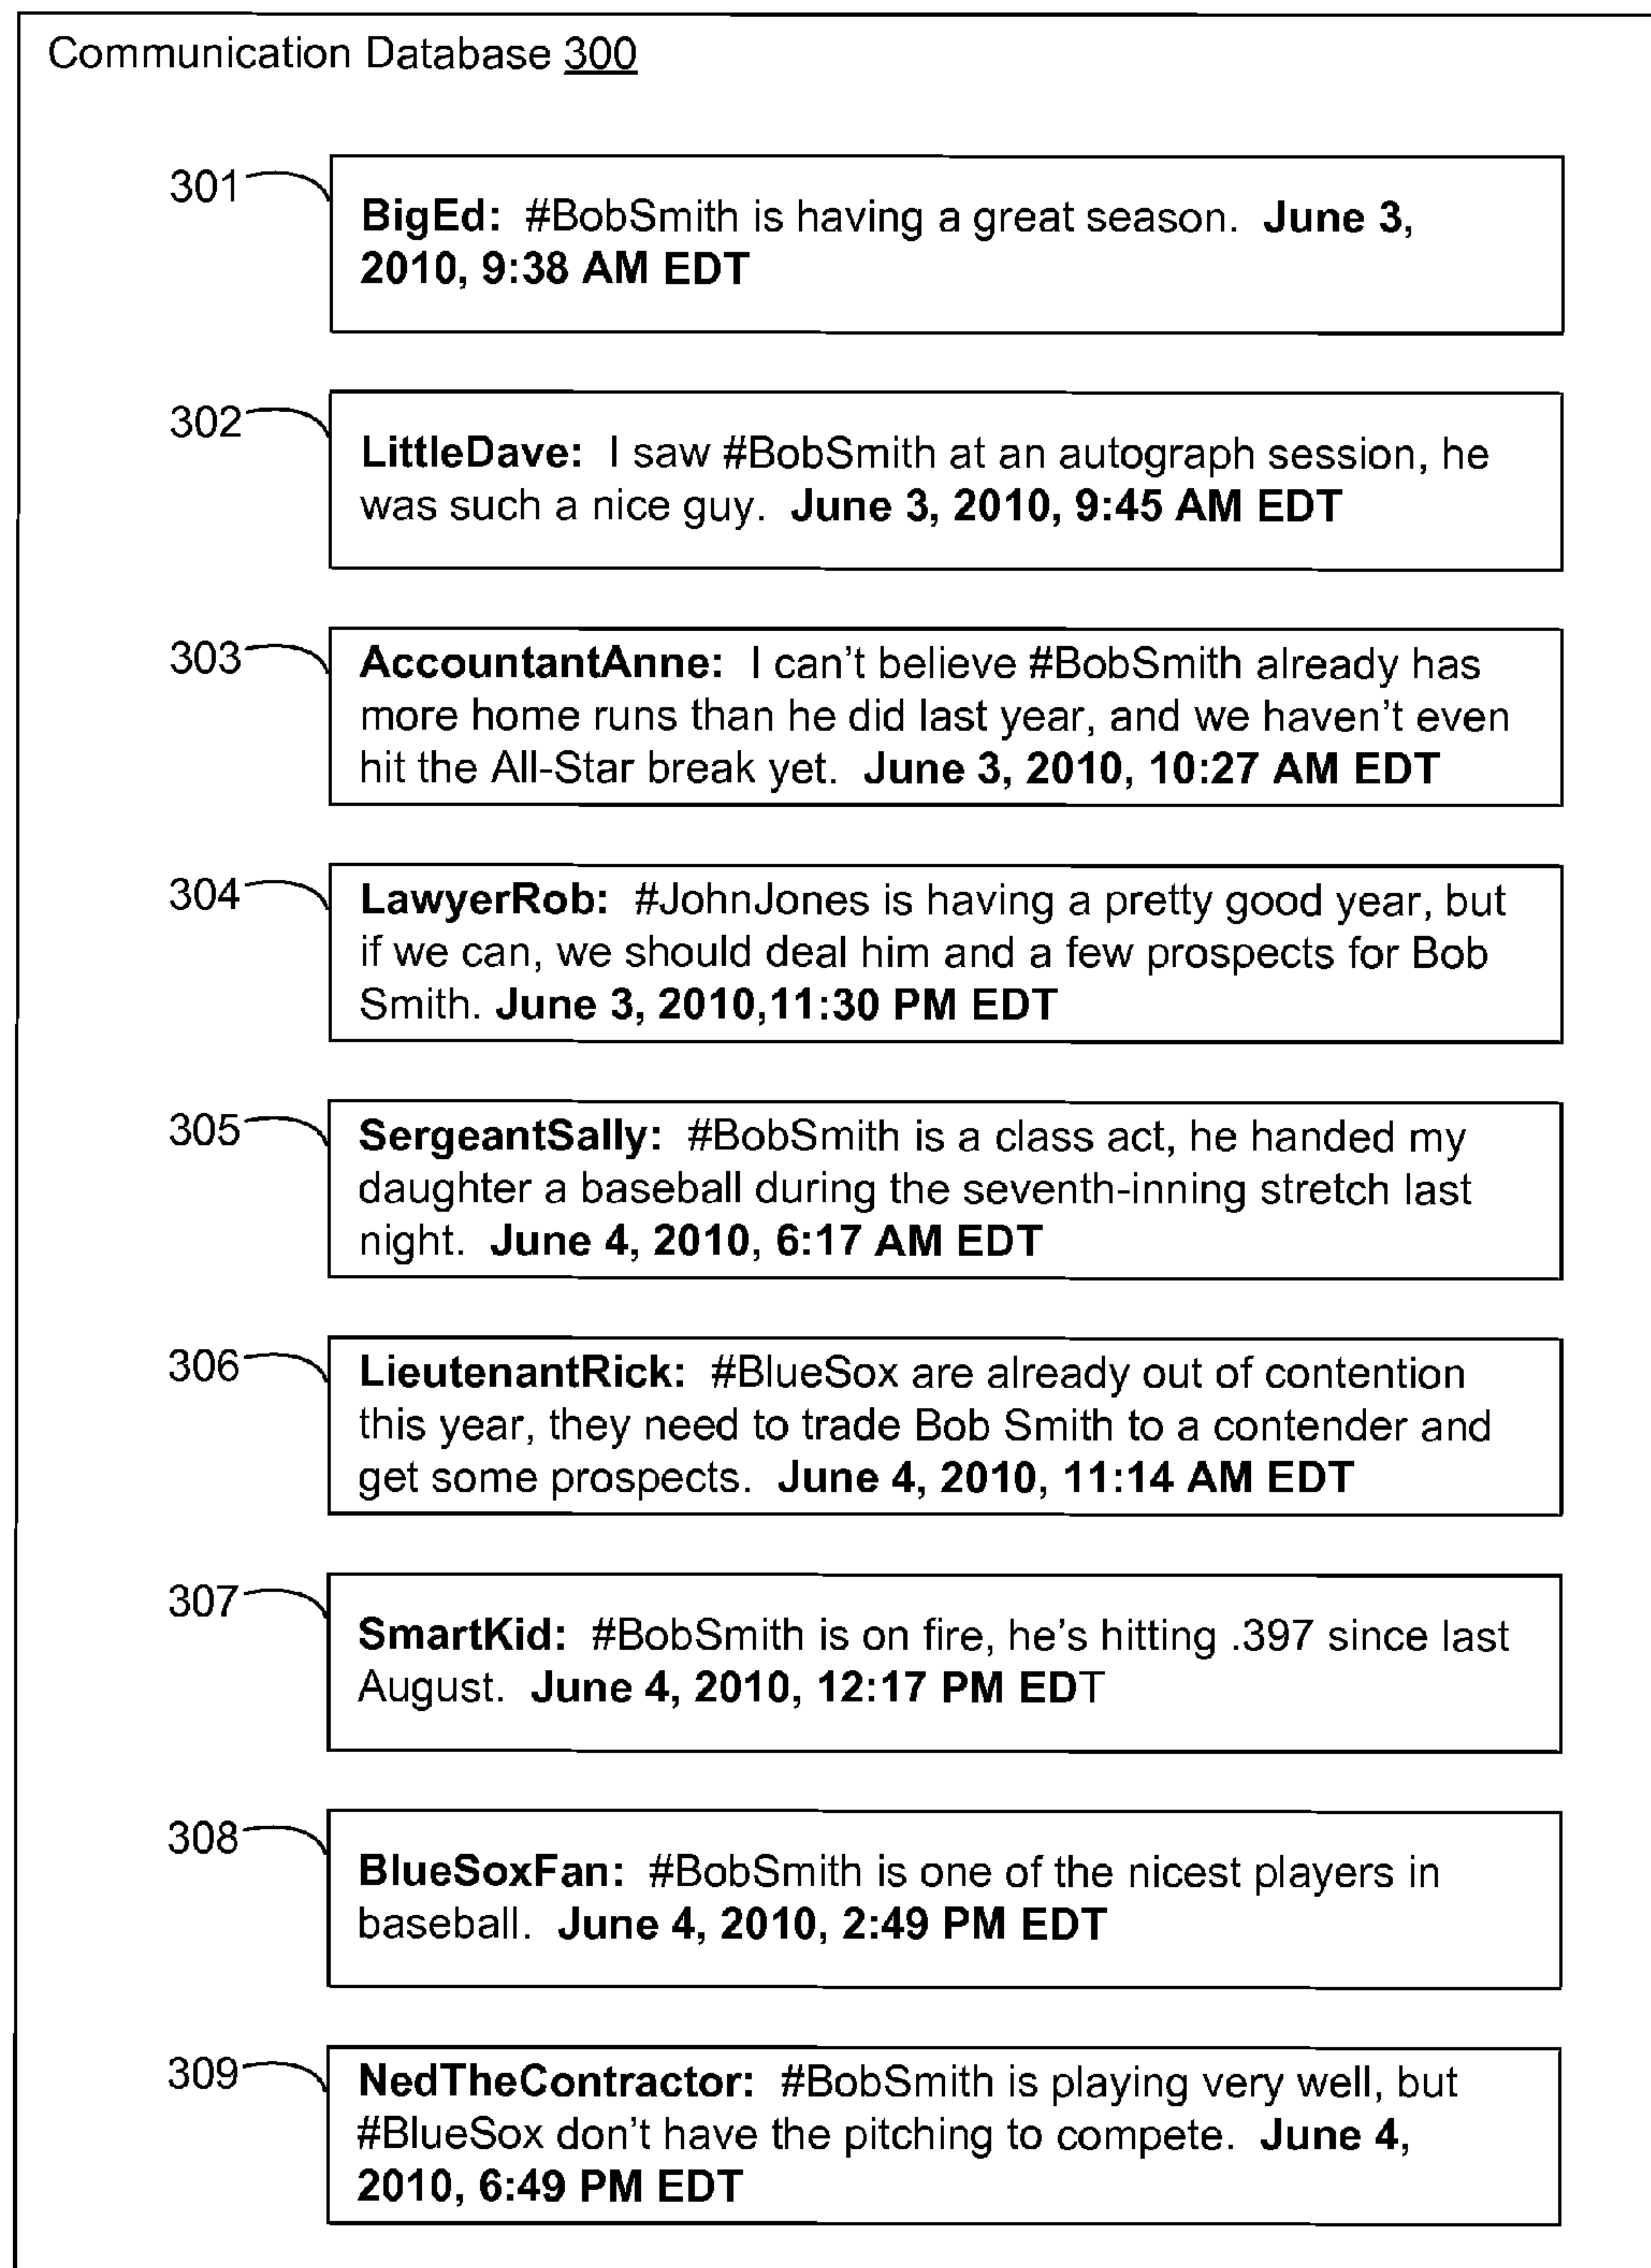 Communication Database 300
301
BigEd: #BobSmith is having a great season. June 3,
2010, 9:38 AM EDT
302
LittleDave: I saw #BobSmith at an autograph session, he
was such a nice guy. June 3, 2010, 9:45 AM EDT
303
AccountantAnne: I can't believe #BobSmith already has
more home runs than he did last year, and we haven't even
hit the All-Star break yet. June 3, 2010, 10:27 AM EDT
304
LawyerRob: #JohnJones is having a pretty good year, but
if we can, we should deal him and a few prospects for Bob
Smith. June 3, 2010,11:30 PM EDT
305
SergeantSally: #BobSmith is a class act, he handed my
daughter a baseball during the seventh-inning stretch last
night. June 4, 2010, 6:17 AM EDT
306
LieutenantRick: #BlueSox are already out of contention
this year, they need to trade Bob Smith to a contender and
get some prospects. June 4, 2010, 11:14 AM EDT
307
SmartKid: #BobSmith is on fire, he's hitting .397 since last
August. June 4, 2010, 12:17 PM EDT
308
BlueSoxFan: #BobSmith is one of the nicest players in
baseball. June 4, 2010, 2:49 PM EDT
309
NedTheContractor: #BobSmith is playing very well, but
#BlueSox don't have the pitching to compete. June 4,
2010, 6:49 PM EDT